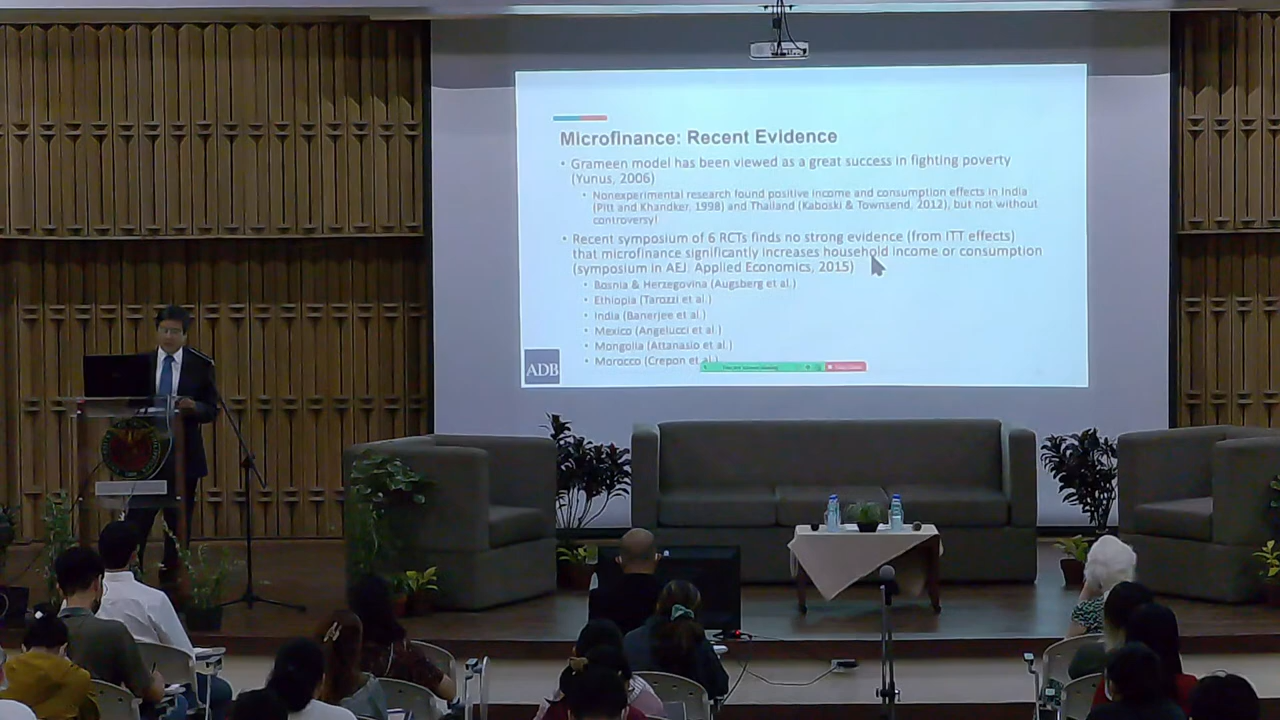 Microfinance: Recent Evidence
• Grameen model has been viewed as a great success in fighting poverty
(Yunus, 2006)
• Nonexperimental research found positive income and consumption effects in India
(Pitt and Khandker, 1998) and Thailand (Kaboski & Townsend, 2012), but not without
controversy!
• Recent symposium of 6 RCTs finds no strong evidence (from ITT effects)
that microfinance significantly increases household income or consumption
(symposium in AEJ: Applied Economics, 2015)
• Bosnia & Herzegovina (Augsberg et al.)
• Ethiopia (Tarozzi et al.)
• India (Banerjee et al.)
• Mexico (Angelucci et al.)
• Mongolia (Attanasio et al.)
• Morocco (Crepon et al.)
ADB